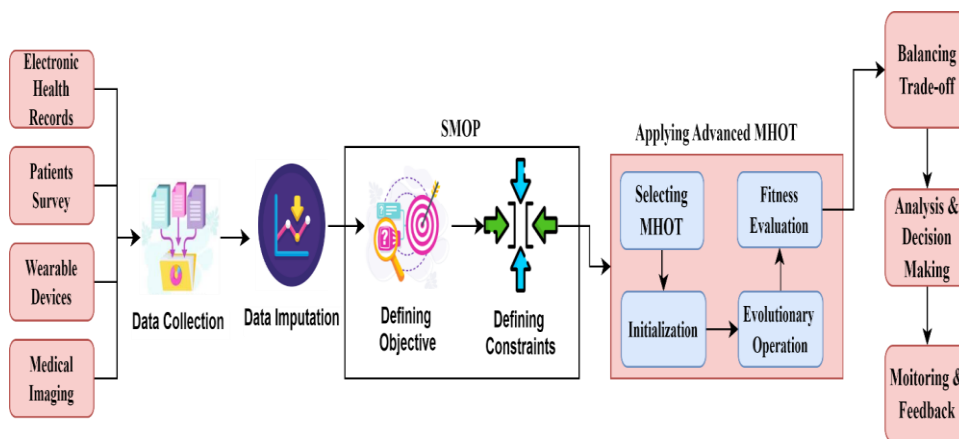 Electronic
Health
Records
Patients
Survey
Wearable
Devices
Medical
Imaging
Data Collection
Data Imputation
SMOP
Defining
Objective
Defining
Constraints
Applying Advanced MHOT
Selecting
MHOT
Initialization
Evolutionary
Operation
Fitness
Evaluation
Balancing
Trade-off
Analysis &
Decision
Making
Moitoring &
Feedback